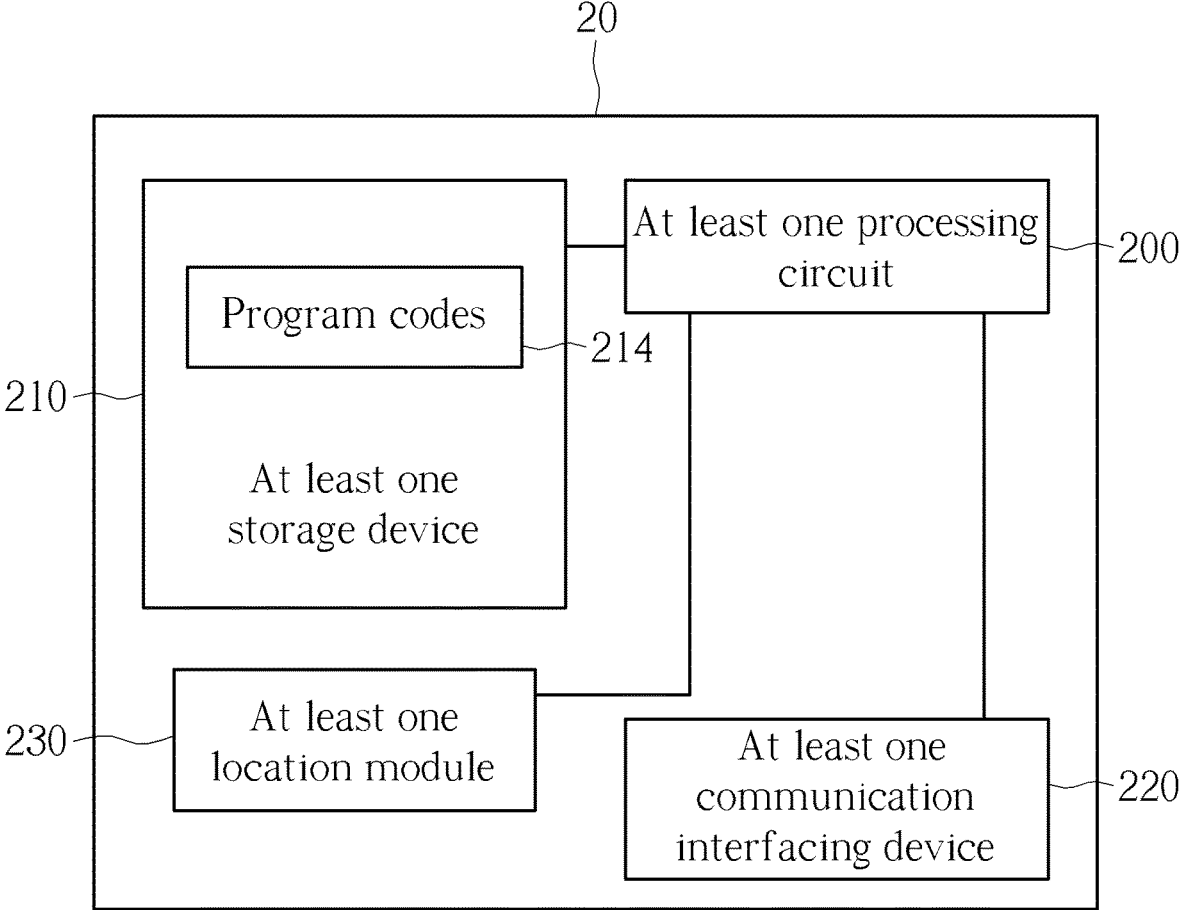 20
At least one processing
circuit
200
Program codes
214
210
At least one
storage device
At least one
location module
230
At least one
communication
interfacing device
220